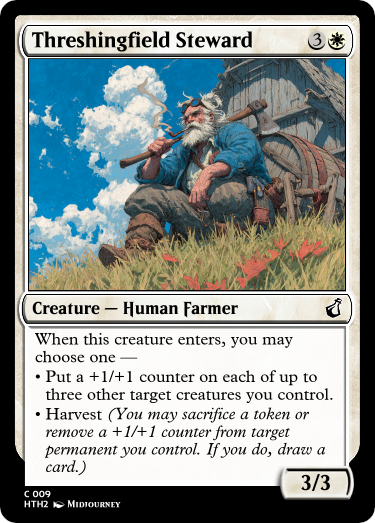 Threshingfield Steward 3
Creature — Human Farmer
When this creature enters, you may
choose one —
• Put a +1/+1 counter on each of up to
three other target creatures you control.
• Harvest (You may sacrifice a token or
remove a +1/+1 counter from target
permanent you control. If you do, draw a
card.)
3/3
C 009
HTH2 Midjourney